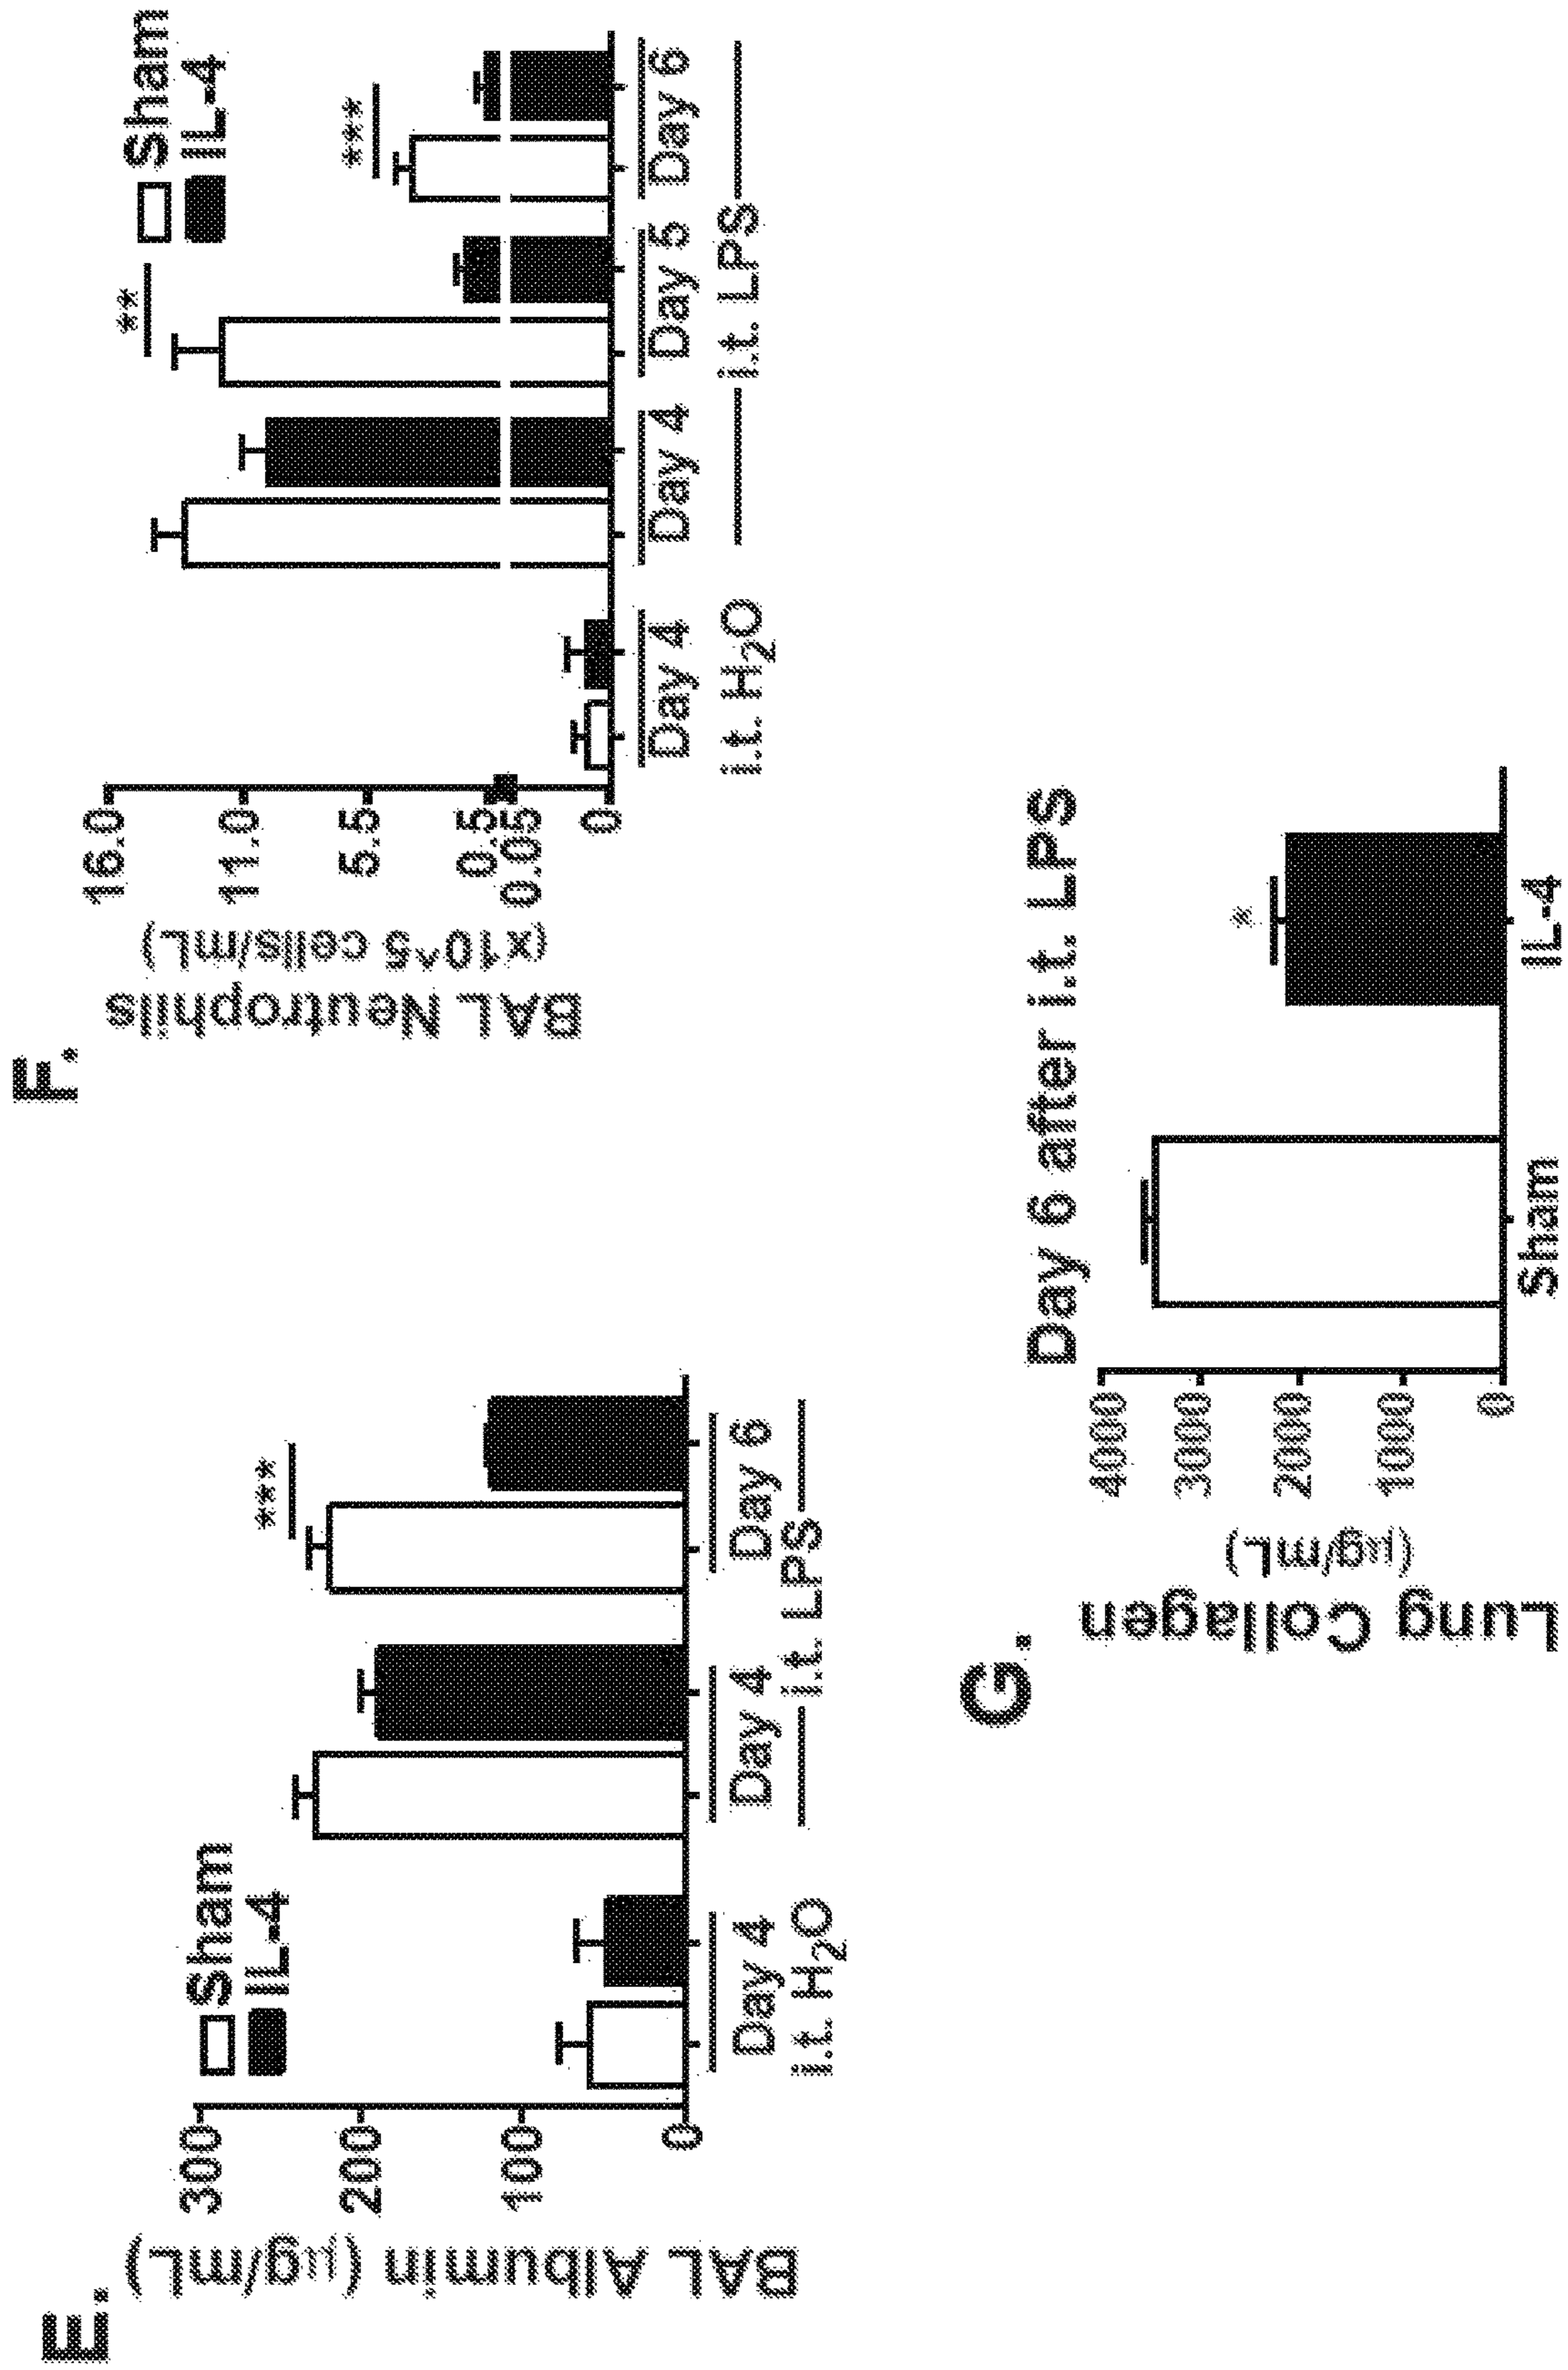 E.
BAL Albumin (µg/mL)
300
200
100
0
Sham
IL-4
***
Day 4
Day 4
Day 6
i.t. H2O
i.t. LPS
F.
BAL Neutrophils
(x10^5 cells/mL)
16.0
11.0
5.5
0.5
0.05
0
Sham
IL-4
**
***
Day 4
Day 4
Day 5
Day 6
i.t. H2O
i.t. LPS
G.
Day 6 after i.t. LPS
Lung Collagen
(µg/mL)
4000
3000
2000
1000
0
*
Sham
IL-4